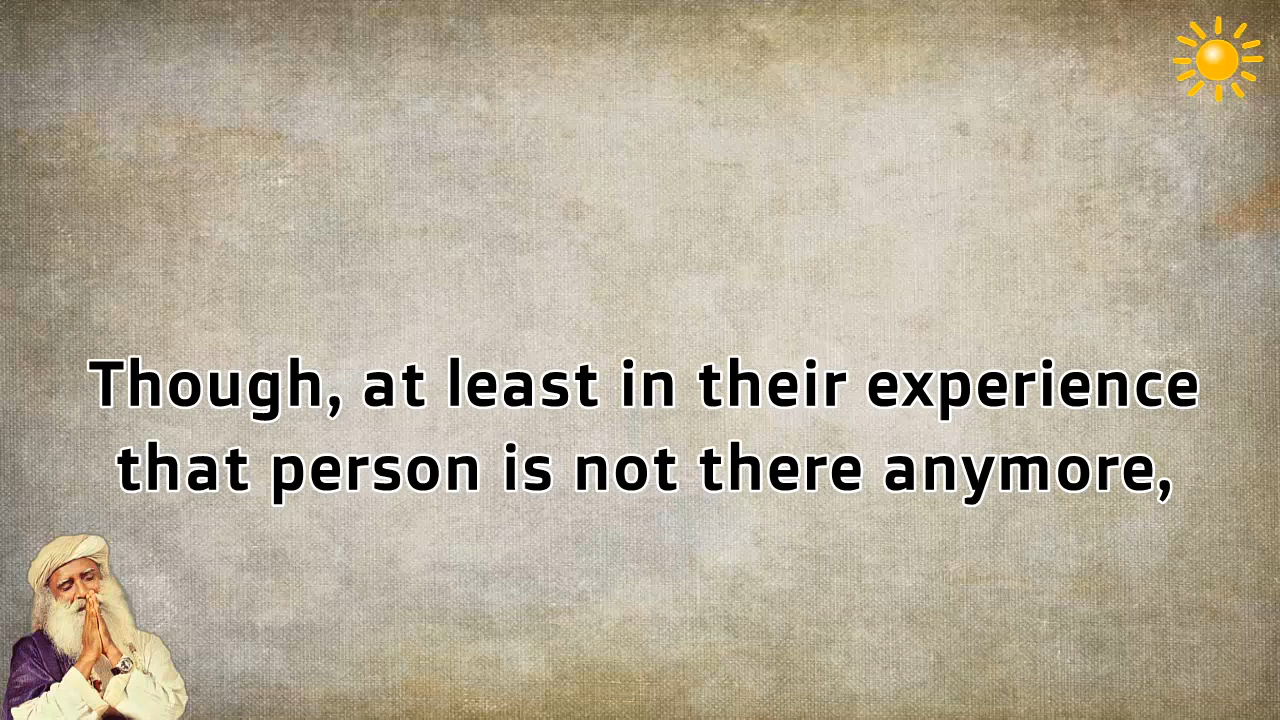 Though, at least in their experience
that person is not there anymore,